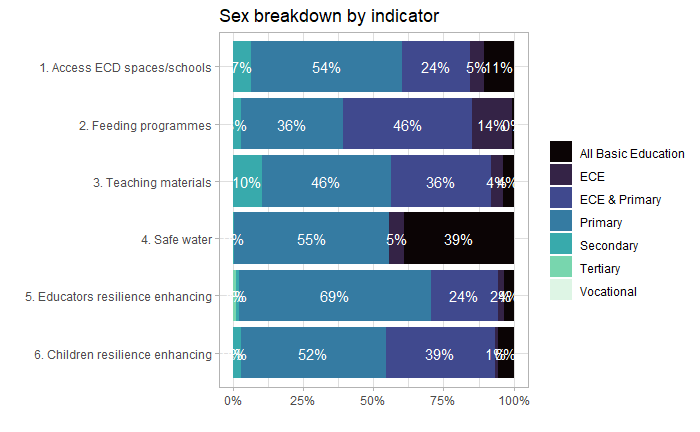 Sex breakdown by indicator
1. Access ECD spaces/schools 7% 54% 24% 5% 11%
2. Feeding programmes 36% 46% 14% 0%
3. Teaching materials 10% 46% 36% 4% 4%
4. Safe water 55% 5% 39%
5. Educators resilience enhancing 69% 24% 2% 4%
6. Children resilience enhancing 52% 39% 1% 5%
0% 25% 50% 75% 100%
All Basic Education
ECE
ECE & Primary
Primary
Secondary
Tertiary
Vocational